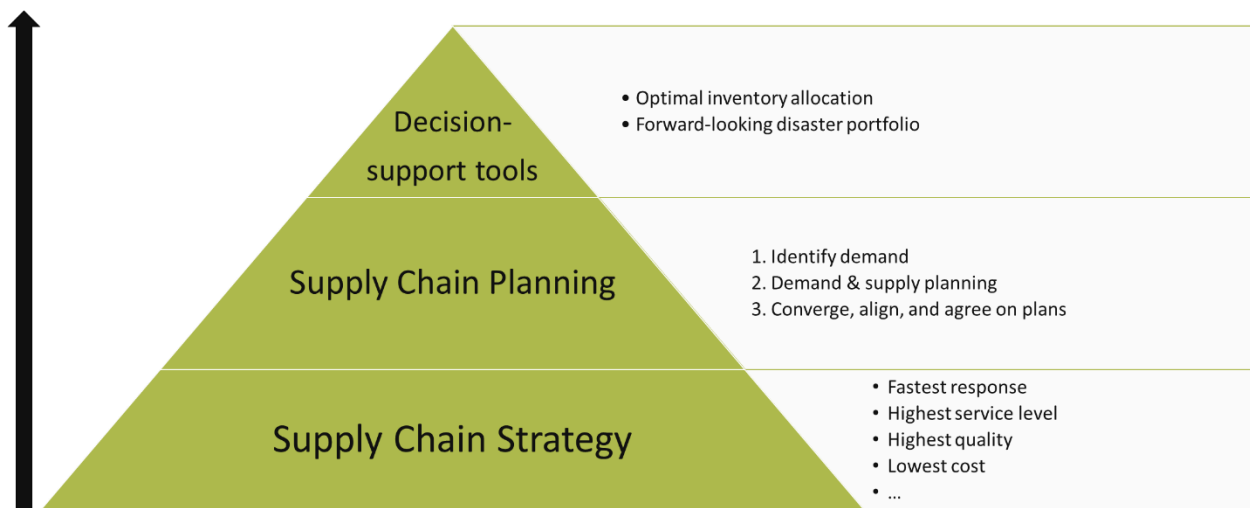 Decision-
support tools
• Optimal inventory allocation
• Forward-looking disaster portfolio
Supply Chain Planning
1. Identify demand
2. Demand & supply planning
3. Converge, align, and agree on plans
Supply Chain Strategy
• Fastest response
• Highest service level
• Highest quality
• Lowest cost
• ...